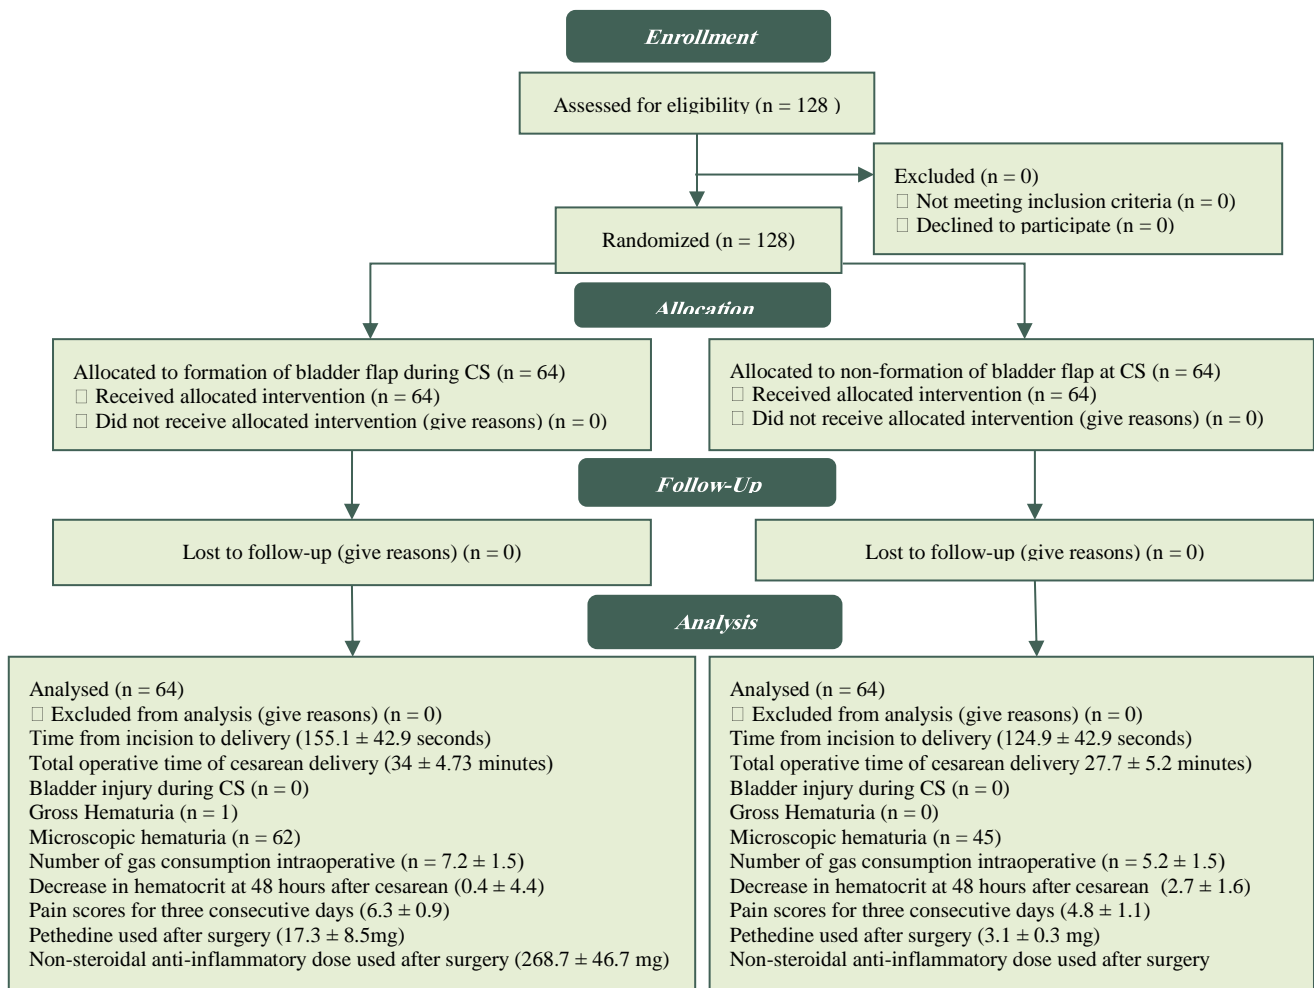 Enrollment
Assessed for eligibility (n = 128 )
Excluded (n = 0)
□ Not meeting inclusion criteria (n = 0)
□ Declined to participate (n = 0)
Randomized (n = 128)
Allocation
Allocated to formation of bladder flap during CS (n = 64)
□ Received allocated intervention (n = 64)
□ Did not receive allocated intervention (give reasons) (n = 0)
Allocated to non-formation of bladder flap at CS (n = 64)
□ Received allocated intervention (n = 64)
□ Did not receive allocated intervention (give reasons) (n = 0)
Follow-Up
Lost to follow-up (give reasons) (n = 0)
Lost to follow-up (give reasons) (n = 0)
Analysis
Analysed (n = 64)
□ Excluded from analysis (give reasons) (n = 0)
Time from incision to delivery (155.1 ± 42.9 seconds)
Total operative time of cesarean delivery (34 ± 4.73 minutes)
Bladder injury during CS (n = 0)
Gross Hematuria (n = 1)
Microscopic hematuria (n = 62)
Number of gas consumption intraoperative (n = 7.2 ± 1.5)
Decrease in hematocrit at 48 hours after cesarean (0.4 ± 4.4)
Pain scores for three consecutive days (6.3 ± 0.9)
Pethedine used after surgery (17.3 ± 8.5mg)
Non-steroidal anti-inflammatory dose used after surgery (268.7 ± 46.7 mg)
Analysed (n = 64)
□ Excluded from analysis (give reasons) (n = 0)
Time from incision to delivery (124.9 ± 42.9 seconds)
Total operative time of cesarean delivery 27.7 ± 5.2 minutes)
Bladder injury during CS (n = 0)
Gross Hematuria (n = 0)
Microscopic hematuria (n = 45)
Number of gas consumption intraoperative (n = 5.2 ± 1.5)
Decrease in hematocrit at 48 hours after cesarean (2.7 ± 1.6)
Pain scores for three consecutive days (4.8 ± 1.1)
Pethedine used after surgery (3.1 ± 0.3 mg)
Non-steroidal anti-inflammatory dose used after surgery